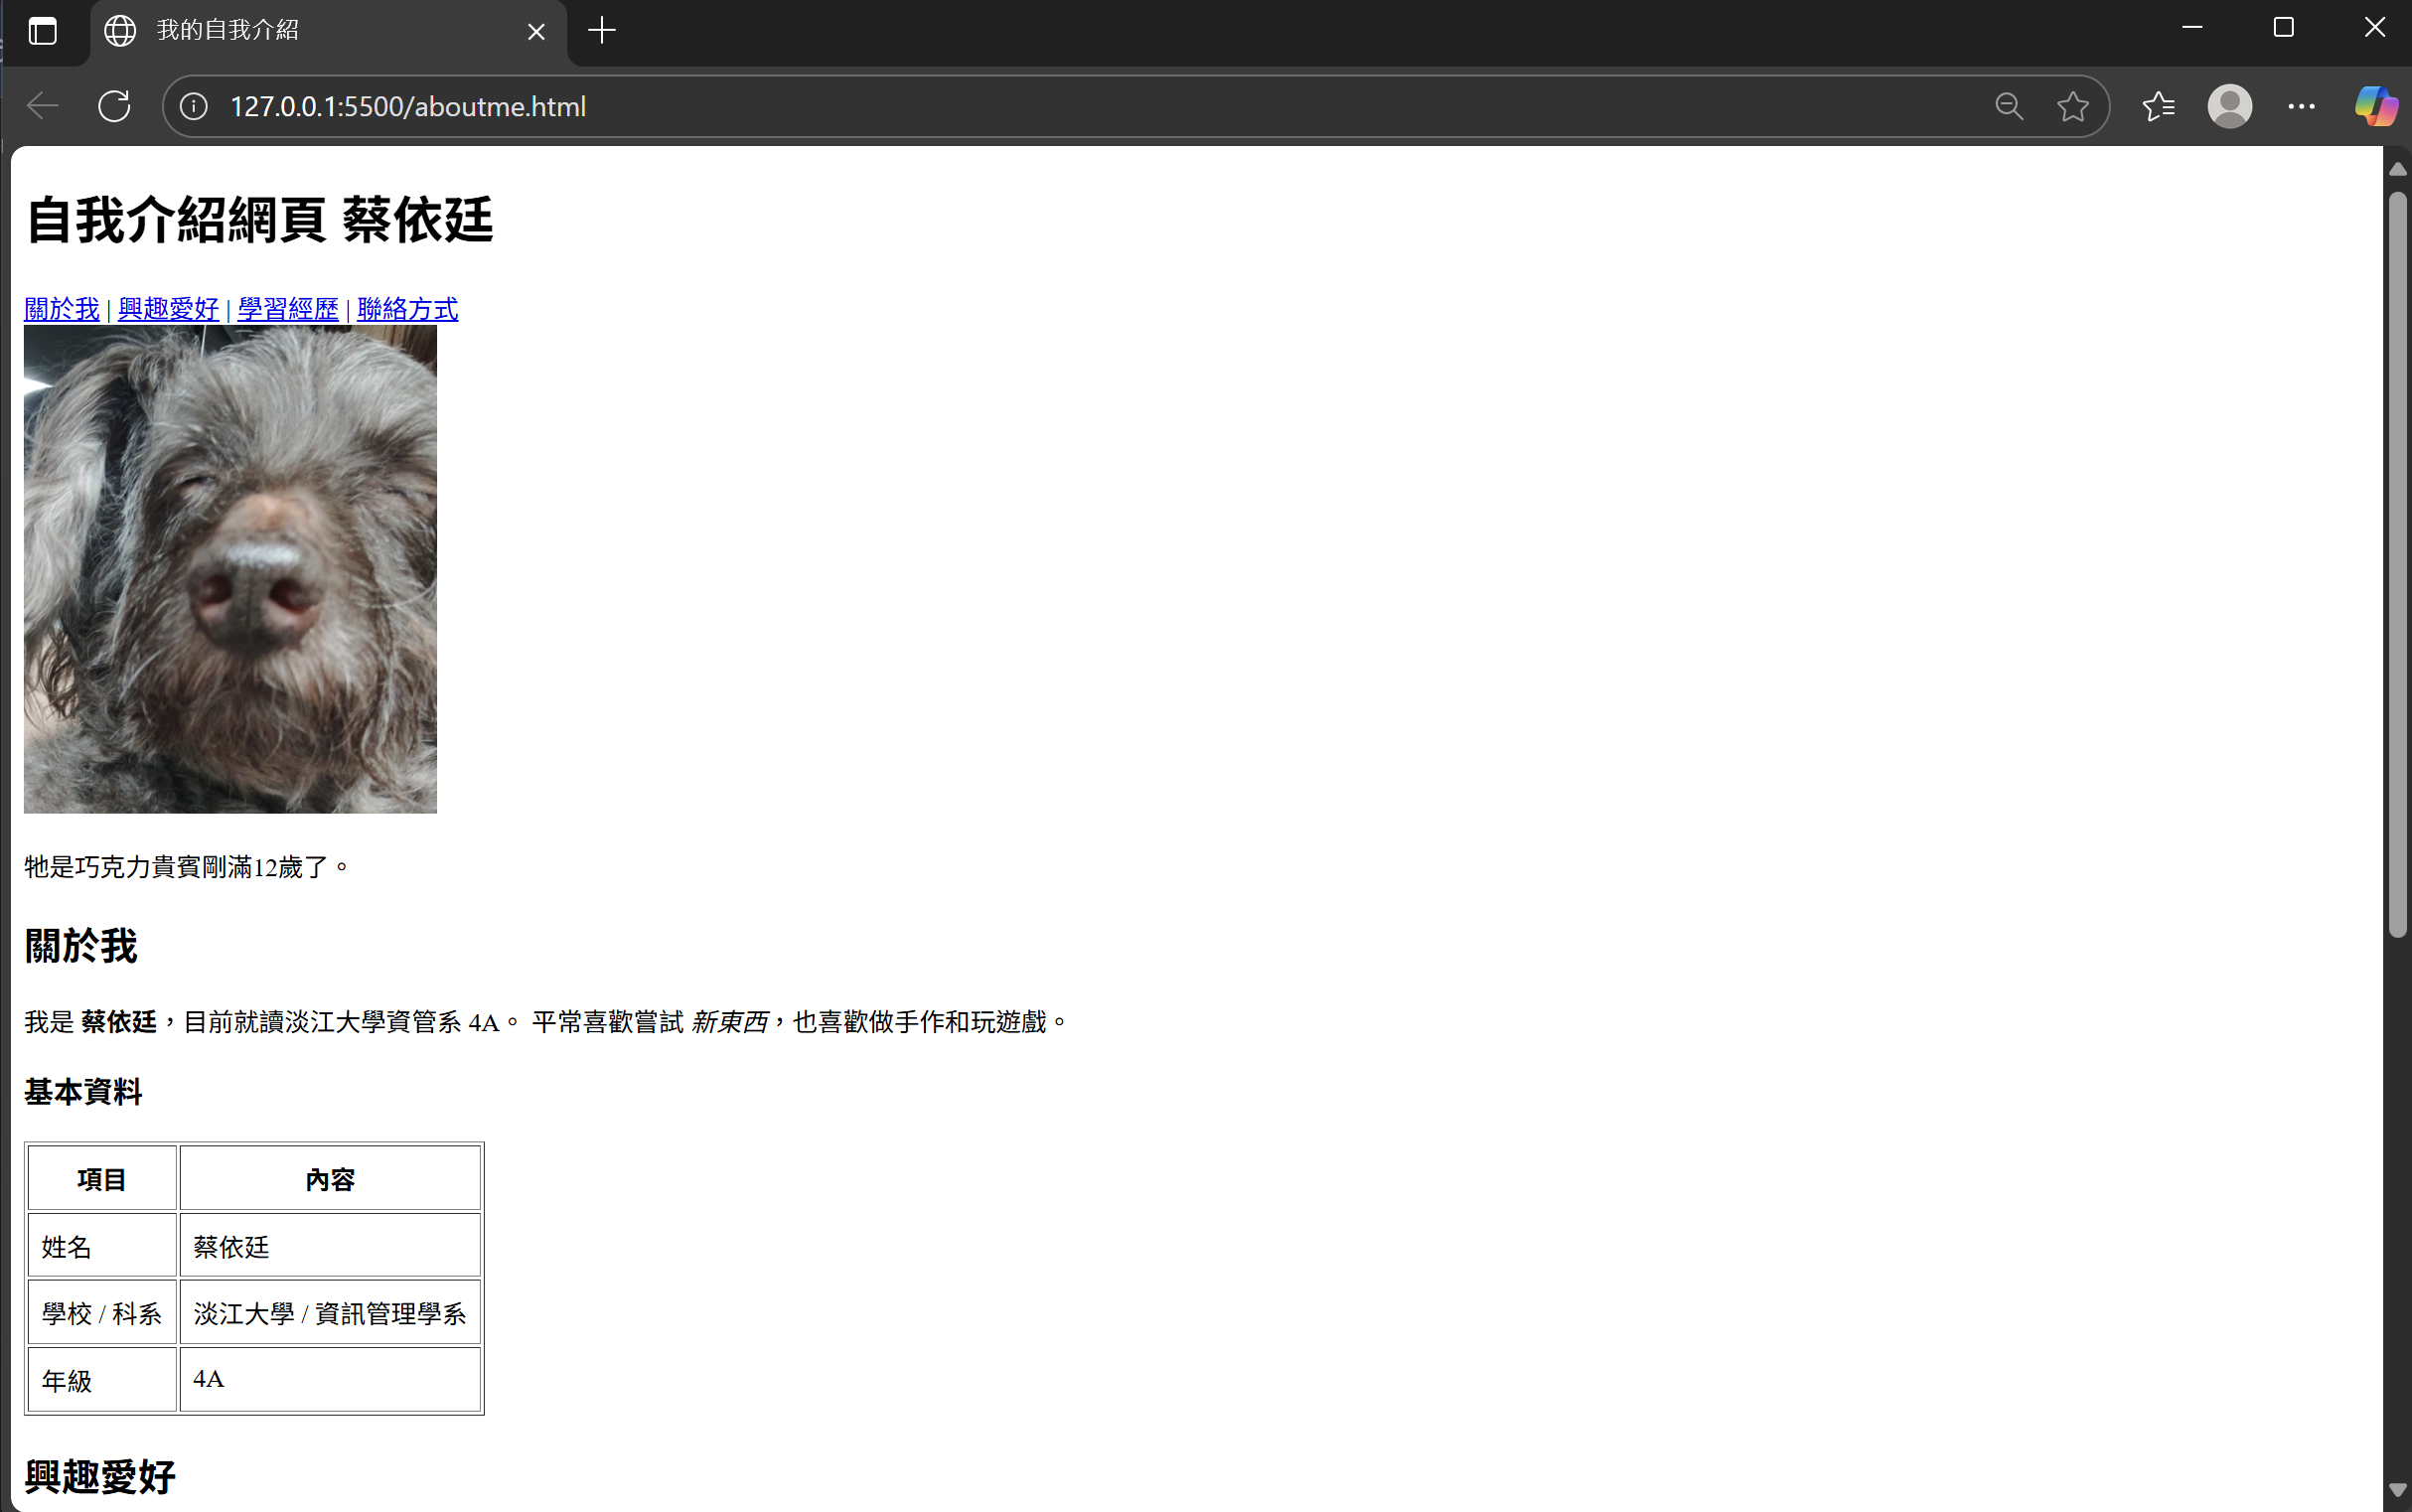 我的自我介紹
127.0.0.1:5500/aboutme.html
自我介紹網頁 蔡依廷
關於我 | 興趣愛好 | 學習經歷 | 聯絡方式
牠是巧克力貴賓剛滿12歲了。
關於我
我是 蔡依廷，目前就讀淡江大學資管系 4A。 平常喜歡嘗試 新東西，也喜歡做手作和玩遊戲。
基本資料
項目 內容
姓名 蔡依廷
學校 / 科系 淡江大學 / 資訊管理學系
年級 4A
興趣愛好